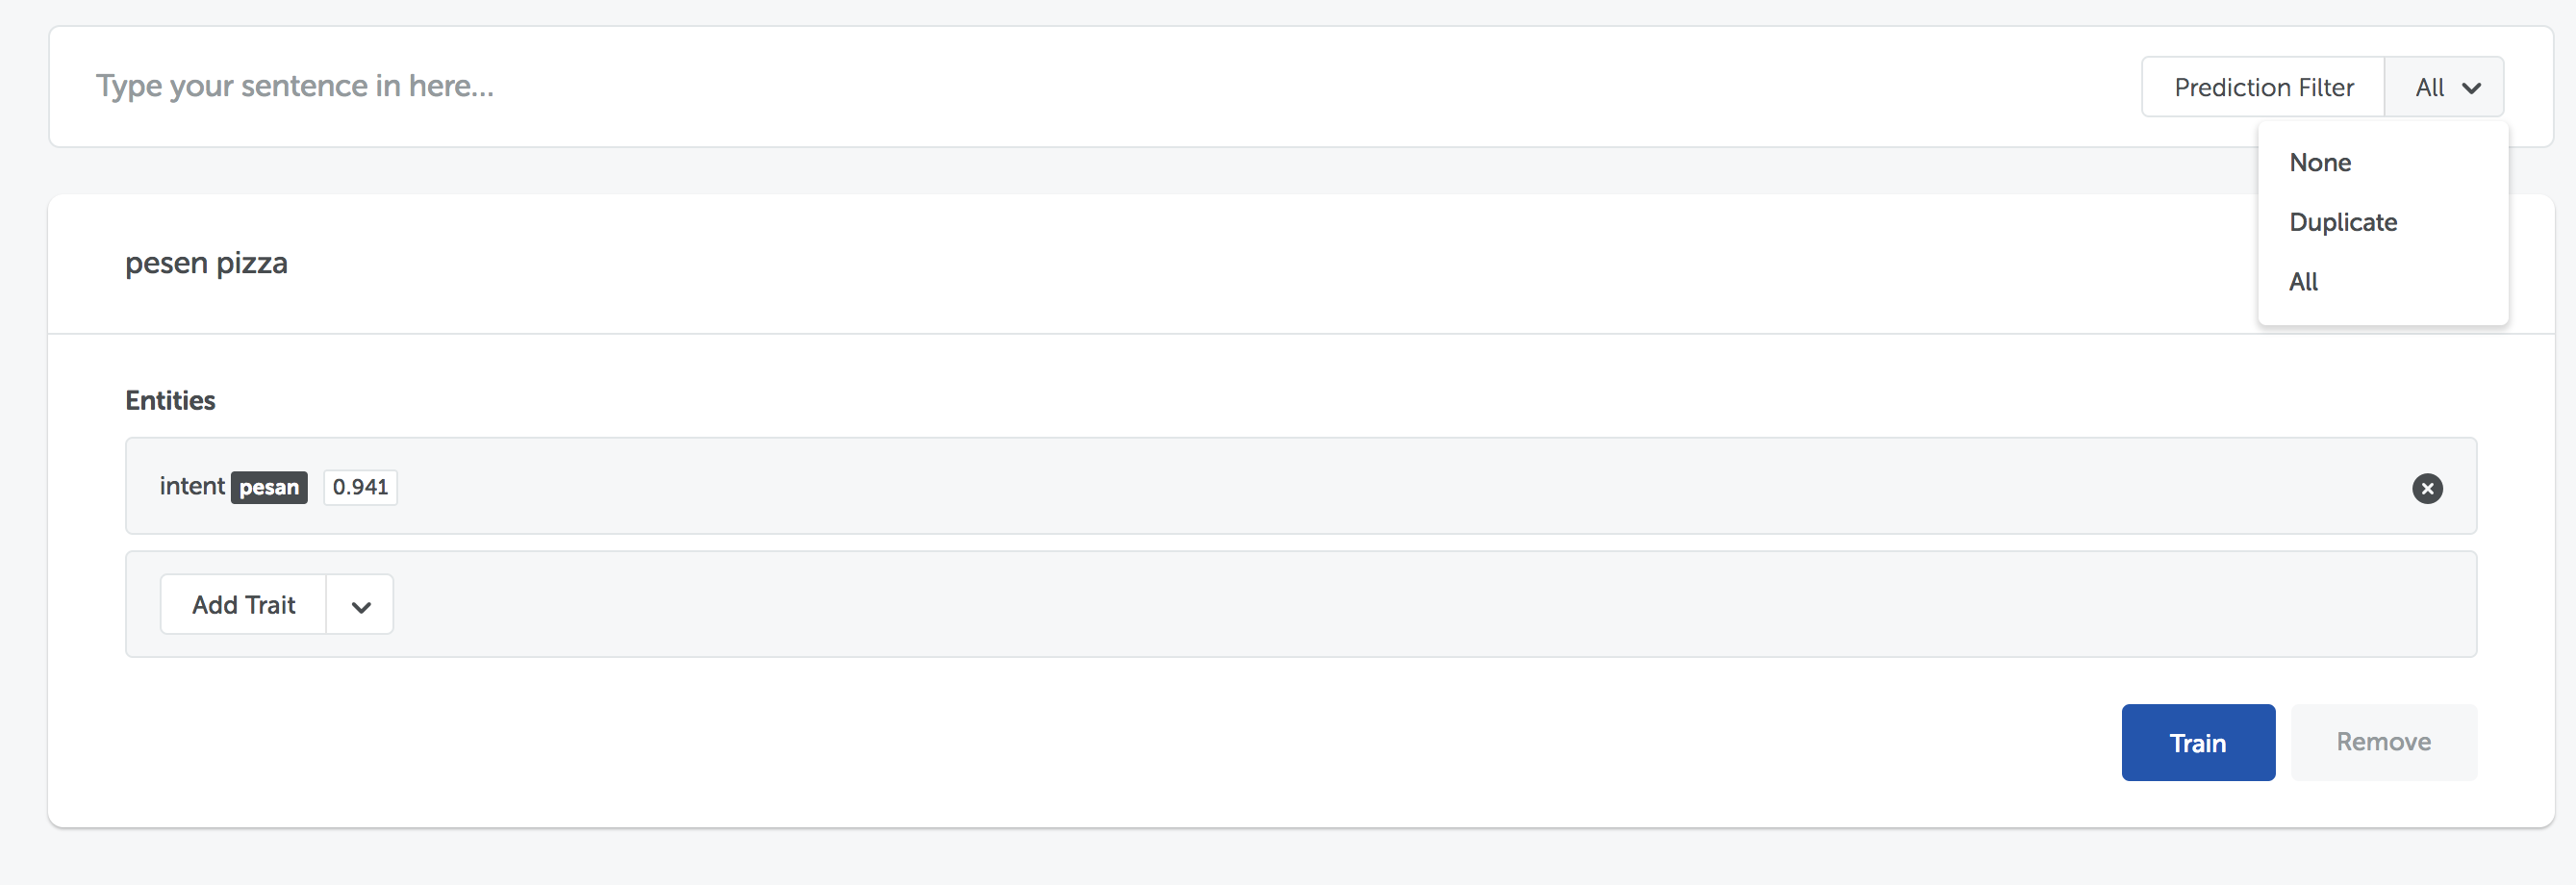 Type your sentence in here...
Prediction Filter All
None
Duplicate
All
pesen pizza
Entities
intent pesan 0.941
Add Trait
Train Remove